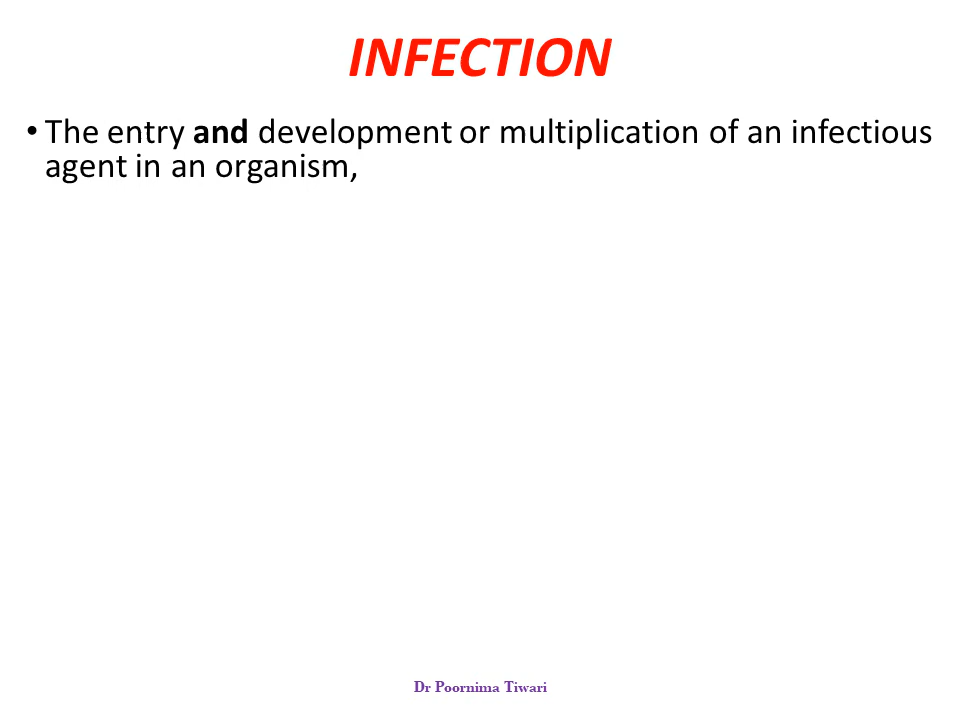 INFECTION
• The entry and development or multiplication of an infectious
agent in an organism,
Dr Poornima Tiwari